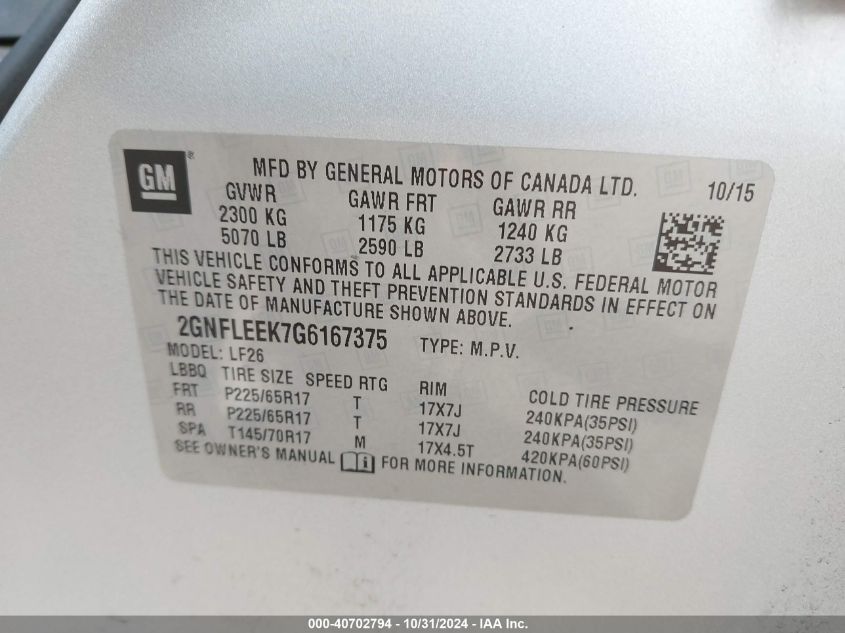 GM ® MFD BY GENERAL MOTORS OF CANADA LTD. 10/15
GVWR GAWR FRT GAWR RR
2300 KG 1175 KG 1240 KG
5070 LB 2590 LB 2733 LB
THIS VEHICLE CONFORMS TO ALL APPLICABLE U.S. FEDERAL MOTOR
VEHICLE SAFETY AND THEFT PREVENTION STANDARDS IN EFFECT ON
THE DATE OF MANUFACTURE SHOWN ABOVE.
2GNFLEEK7G6167375 TYPE: M.P.V.
MODEL: LF26
LBBQ TIRE SIZE SPEED RTG RIM COLD TIRE PRESSURE
FRT P225/65R17 T 17X7J 240KPA(35PSI)
RR P225/65R17 T 17X7J 240KPA(35PSI)
SPA T145/70R17 M 17X4.5T 420KPA(60PSI)
SEE OWNER'S MANUAL i FOR MORE INFORMATION.
000-40702794 - 10/31/2024 - IAA Inc.